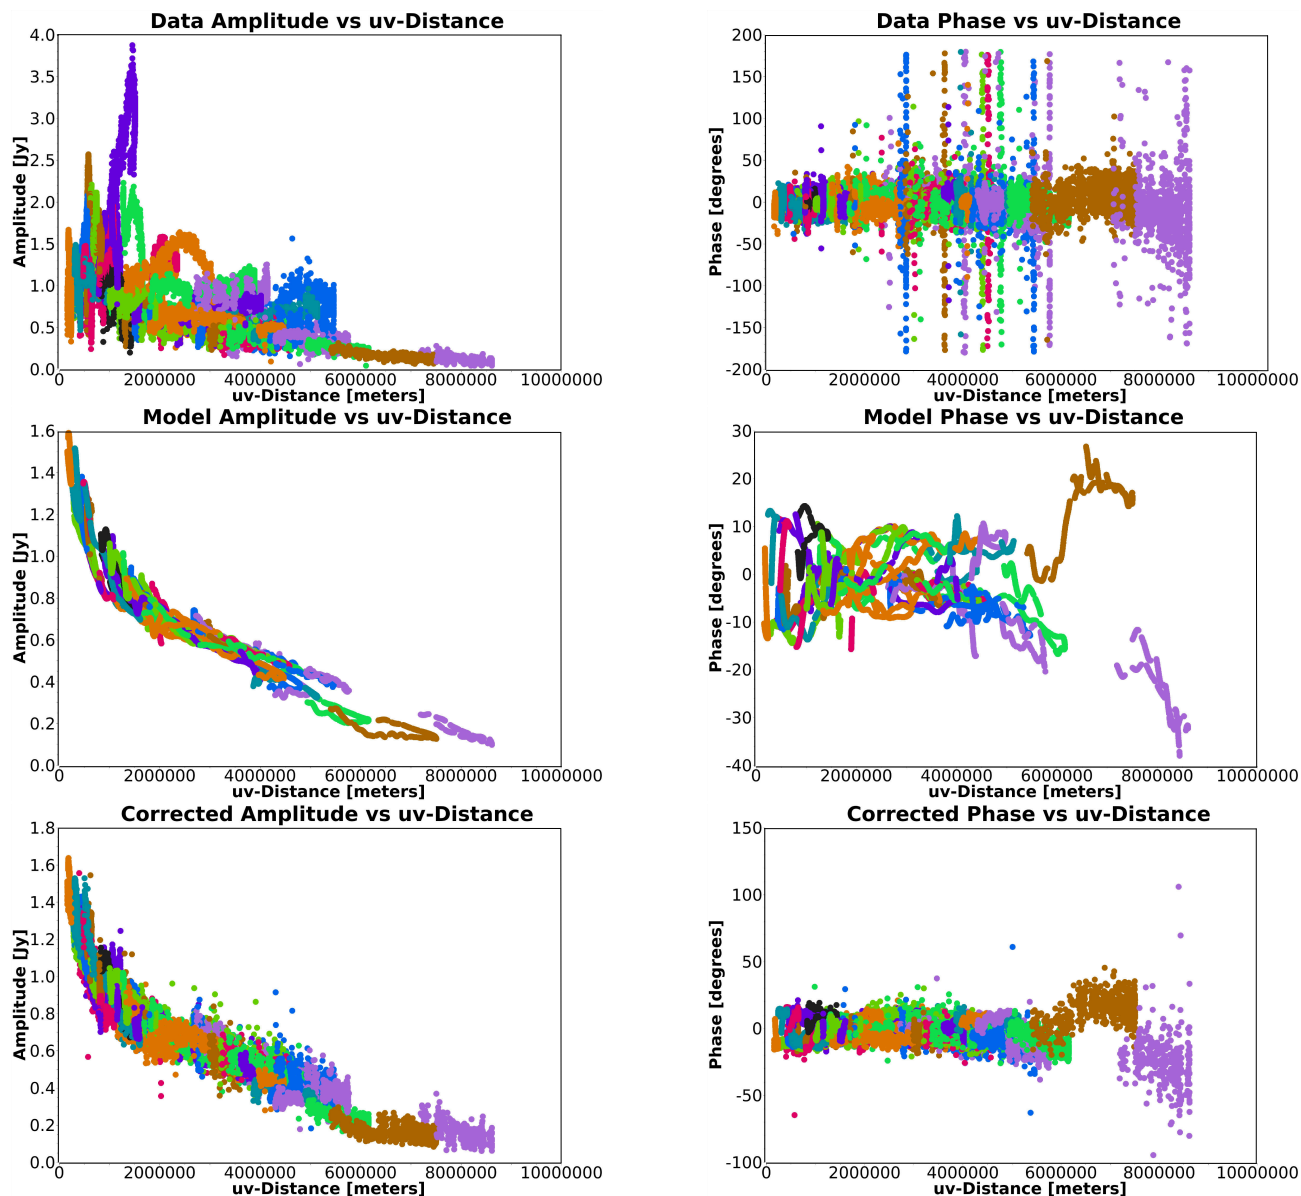 Data Amplitude vs uv-Distance
Amplitude [Jy]
4.0
3.5
3.0
2.5
2.0
1.5
1.0
0.5
0.0
0 2000000 4000000 6000000 8000000 10000000
uv-Distance [meters]
Data Phase vs uv-Distance
Phase [degrees]
200
150
100
50
0
-50
-100
-150
-200
0 2000000 4000000 6000000 8000000 10000000
uv-Distance [meters]
Model Amplitude vs uv-Distance
Amplitude [Jy]
1.6
1.4
1.2
1.0
0.8
0.6
0.4
0.2
0.0
0 2000000 4000000 6000000 8000000 10000000
uv-Distance [meters]
Model Phase vs uv-Distance
Phase [degrees]
30
20
10
0
-10
-20
-30
-40
0 2000000 4000000 6000000 8000000 10000000
uv-Distance [meters]
Corrected Amplitude vs uv-Distance
Amplitude [Jy]
1.8
1.6
1.4
1.2
1.0
0.8
0.6
0.4
0.2
0.0
0 2000000 4000000 6000000 8000000 10000000
uv-Distance [meters]
Corrected Phase vs uv-Distance
Phase [degrees]
150
100
50
0
-50
-100
0 2000000 4000000 6000000 8000000 10000000
uv-Distance [meters]